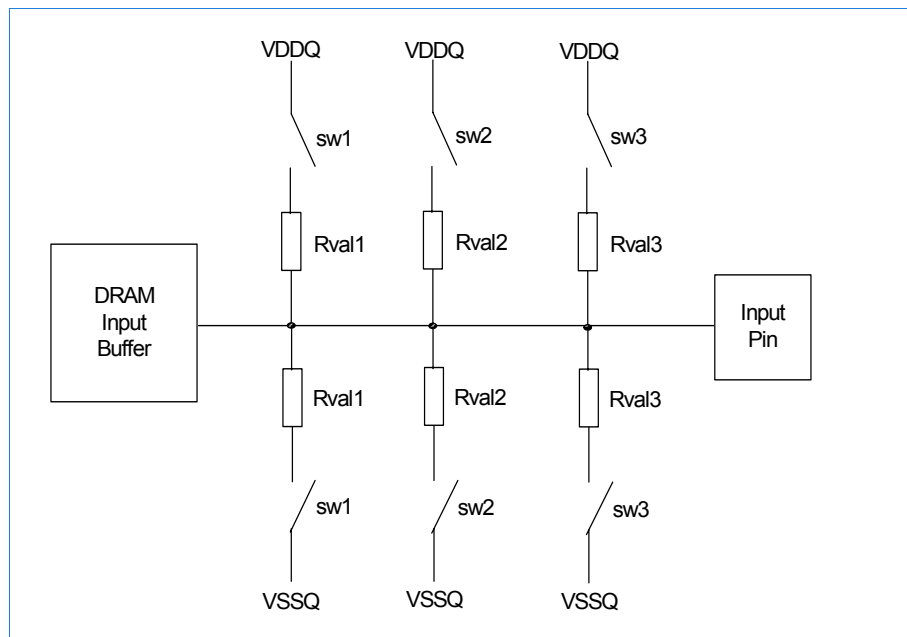 VDDQ VDDQ VDDQ
sw1 sw2 sw3
Rval1 Rval2 Rval3
DRAM
Input
Buffer
Input
Pin
Rval1 Rval2 Rval3
sw1 sw2 sw3
VSSQ VSSQ VSSQ